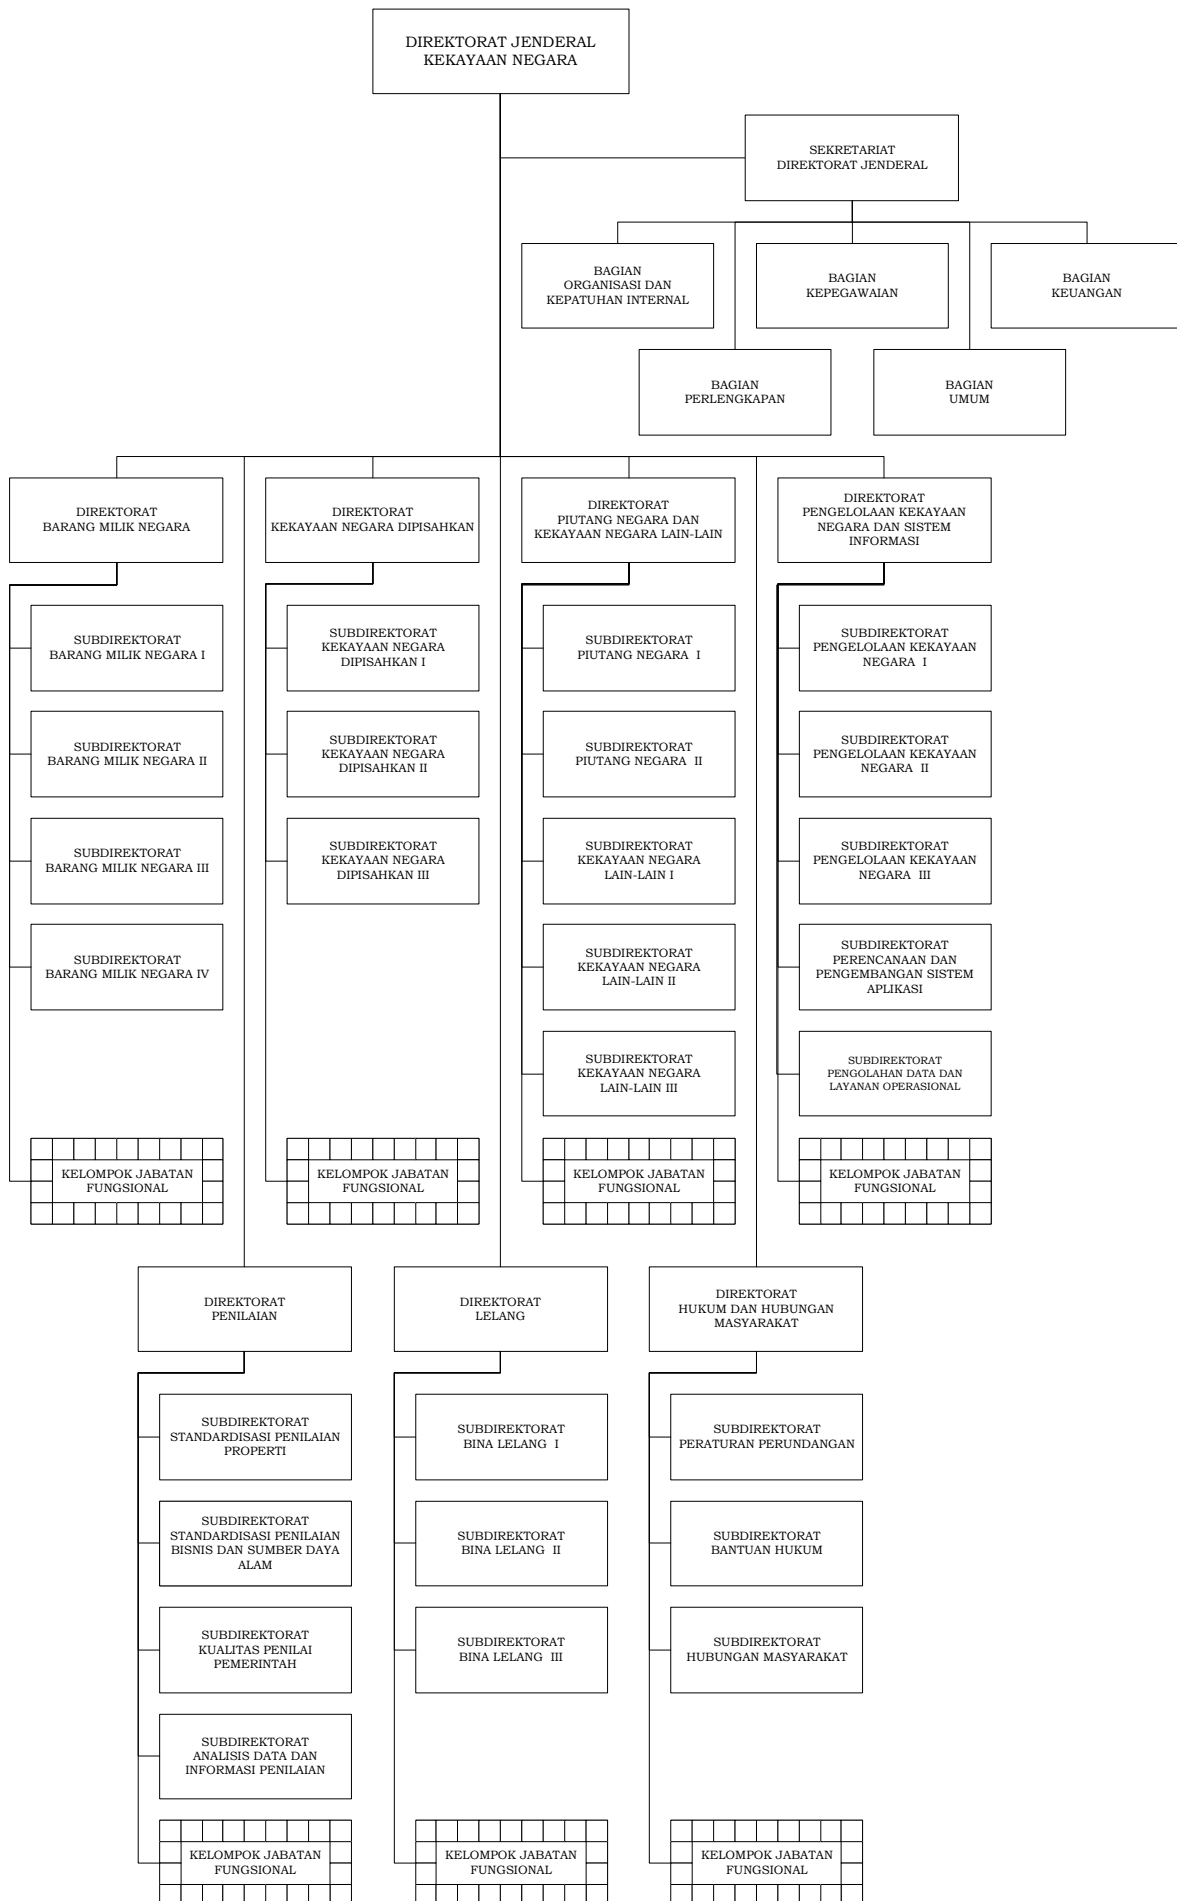 DIREKTORAT JENDERAL
KEKAYAAN NEGARA
SEKRETARIAT
DIREKTORAT JENDERAL
BAGIAN
ORGANISASI DAN
KEPATUHAN INTERNAL
BAGIAN
KEPEGAWAIAN
BAGIAN
KEUANGAN
BAGIAN
PERLENGKAPAN
BAGIAN
UMUM
DIREKTORAT
BARANG MILIK NEGARA
DIREKTORAT
KEKAYAAN NEGARA DIPISAHKAN
DIREKTORAT
PIUTANG NEGARA DAN
KEKAYAAN NEGARA LAIN-LAIN
DIREKTORAT
PENGELOLAAN KEKAYAAN
NEGARA DAN SISTEM
INFORMASI
SUBDIREKTORAT
BARANG MILIK NEGARA I
SUBDIREKTORAT
KEKAYAAN NEGARA
DIPISAHKAN I
SUBDIREKTORAT
PIUTANG NEGARA I
SUBDIREKTORAT
PENGELOLAAN KEKAYAAN
NEGARA I
SUBDIREKTORAT
BARANG MILIK NEGARA II
SUBDIREKTORAT
KEKAYAAN NEGARA
DIPISAHKAN II
SUBDIREKTORAT
PIUTANG NEGARA II
SUBDIREKTORAT
PENGELOLAAN KEKAYAAN
NEGARA II
SUBDIREKTORAT
BARANG MILIK NEGARA III
SUBDIREKTORAT
KEKAYAAN NEGARA
DIPISAHKAN III
SUBDIREKTORAT
KEKAYAAN NEGARA
LAIN-LAIN I
SUBDIREKTORAT
PENGELOLAAN KEKAYAAN
NEGARA III
SUBDIREKTORAT
BARANG MILIK NEGARA IV
SUBDIREKTORAT
KEKAYAAN NEGARA
LAIN-LAIN II
SUBDIREKTORAT
PERENCANAAN DAN
PENGEMBANGAN SISTEM
APLIKASI
SUBDIREKTORAT
KEKAYAAN NEGARA
LAIN-LAIN III
SUBDIREKTORAT
PENGOLAHAN DATA DAN
LAYANAN OPERASIONAL
KELOMPOK JABATAN
FUNGSIONAL
KELOMPOK JABATAN
FUNGSIONAL
KELOMPOK JABATAN
FUNGSIONAL
KELOMPOK JABATAN
FUNGSIONAL
DIREKTORAT
PENILAIAN
DIREKTORAT
LELANG
DIREKTORAT
HUKUM DAN HUBUNGAN
MASYARAKAT
SUBDIREKTORAT
STANDARDISASI PENILAIAN
PROPERTI
SUBDIREKTORAT
BINA LELANG I
SUBDIREKTORAT
PERATURAN PERUNDANGAN
SUBDIREKTORAT
STANDARDISASI PENILAIAN
BISNIS DAN SUMBER DAYA
ALAM
SUBDIREKTORAT
BINA LELANG II
SUBDIREKTORAT
BANTUAN HUKUM
SUBDIREKTORAT
KUALITAS PENILAI
PEMERINTAH
SUBDIREKTORAT
BINA LELANG III
SUBDIREKTORAT
HUBUNGAN MASYARAKAT
SUBDIREKTORAT
ANALISIS DATA DAN
INFORMASI PENILAIAN
KELOMPOK JABATAN
FUNGSIONAL
KELOMPOK JABATAN
FUNGSIONAL
KELOMPOK JABATAN
FUNGSIONAL